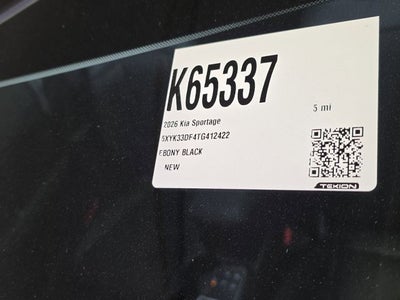 K65337
5 mi
2026 Kia Sportage
5XYK33DF4TG412422
EBONY BLACK
NEW
TEKION